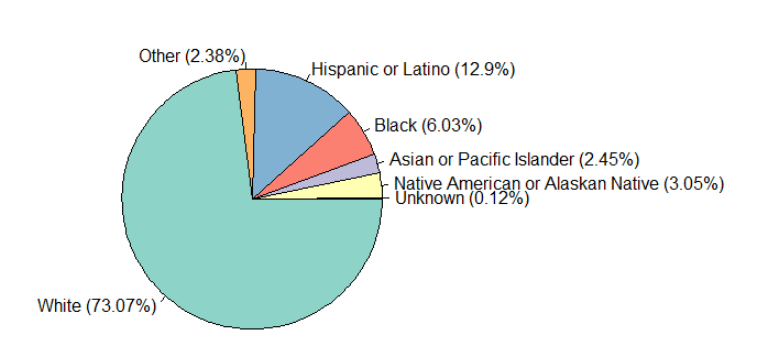 Other (2.38%)
Hispanic or Latino (12.9%)
Black (6.03%)
Asian or Pacific Islander (2.45%)
Native American or Alaskan Native (3.05%)
Unknown (0.12%)
White (73.07%)